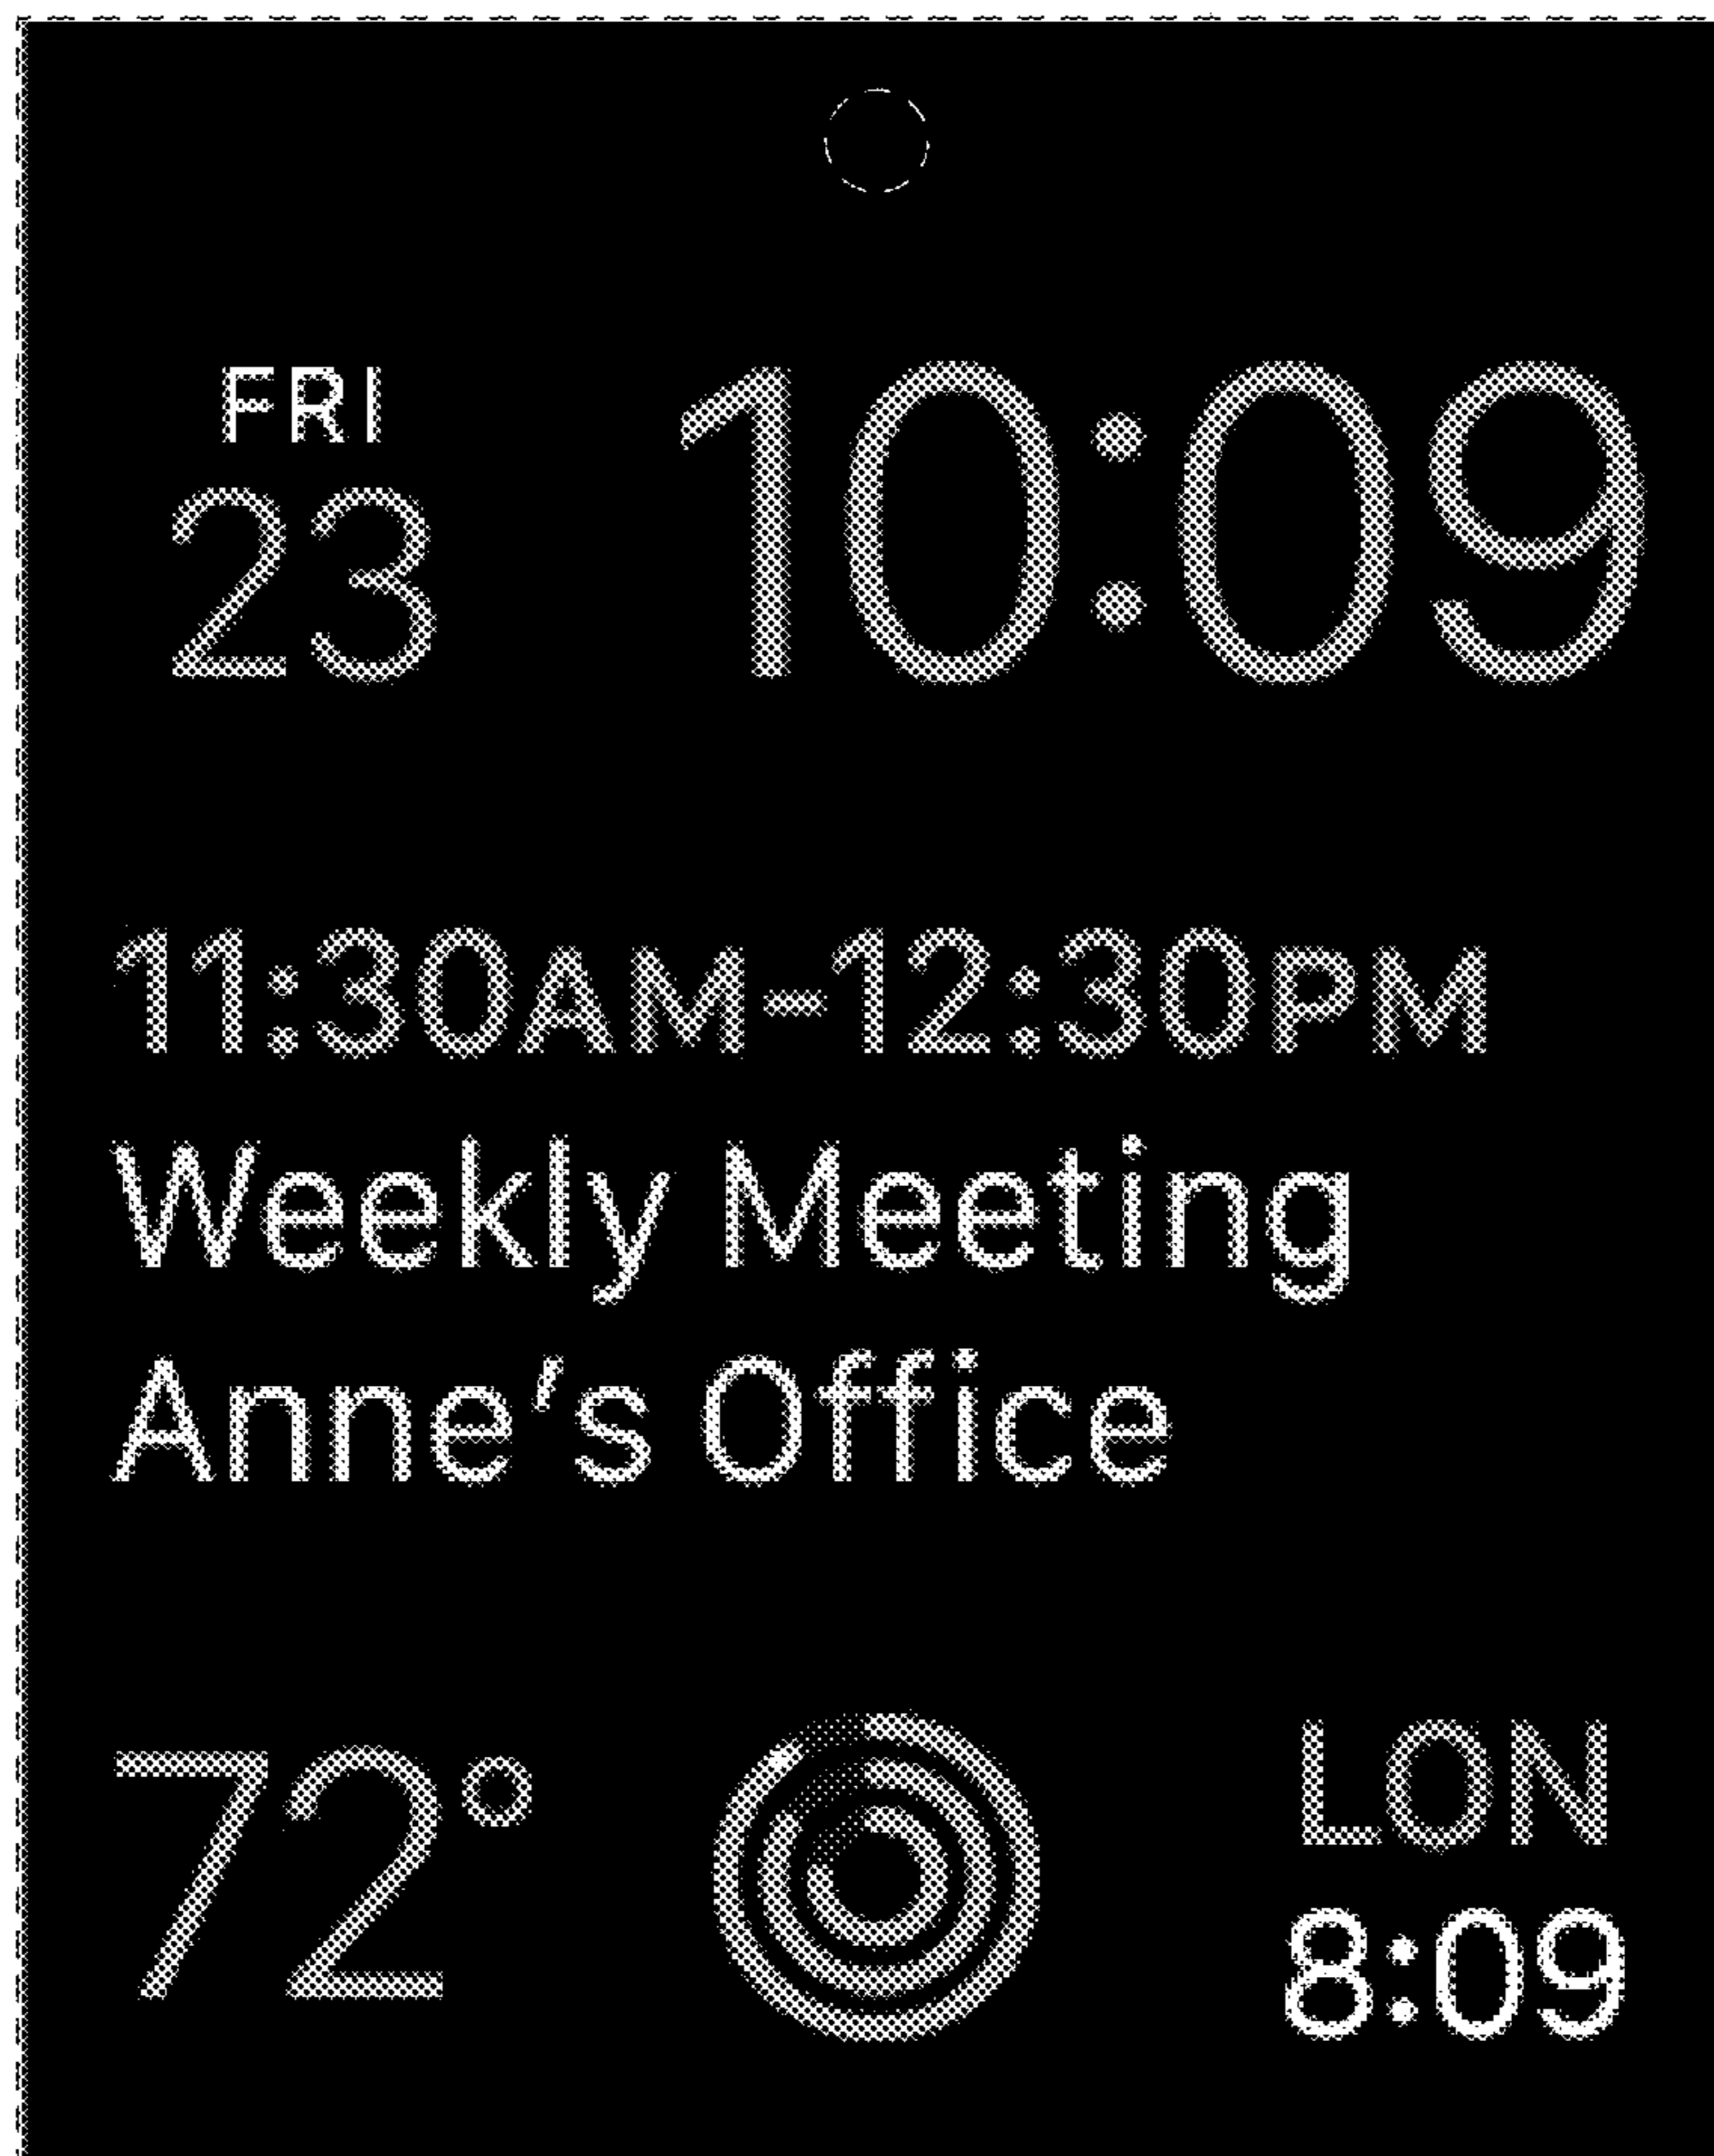 FRI
23
10:09
11:30AM–12:30PM
Weekly Meeting
Anne's Office
72°
LON
8:09